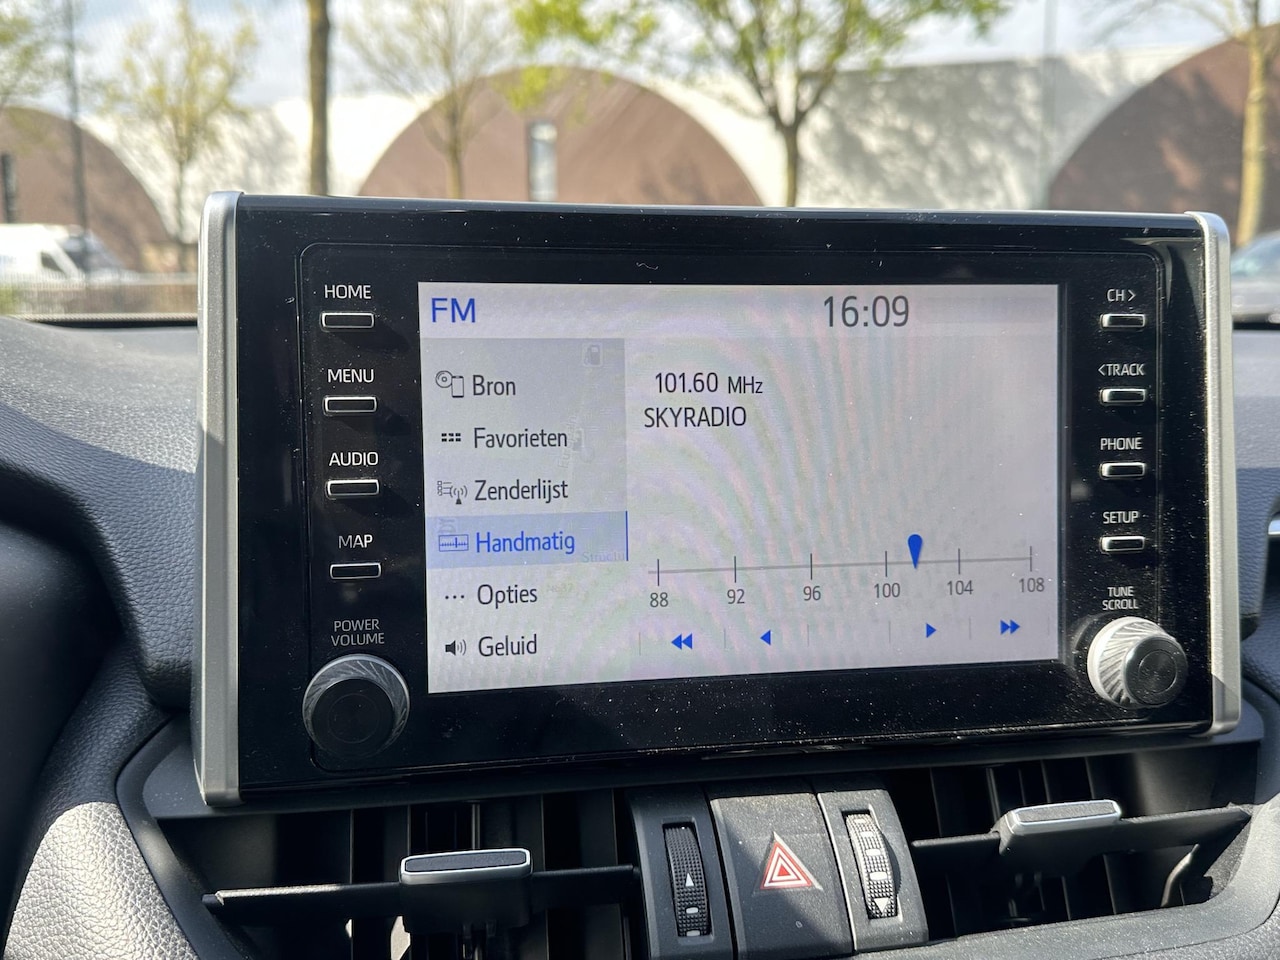 HOME
MENU
AUDIO
MAP
POWER
VOLUME
FM
16:09
Bron
Favorieten
Zenderlijst
Handmatig
Opties
Geluid
101.60 MHz
SKYRADIO
88 92 96 100 104 108
CH >
< TRACK
PHONE
SETUP
TUNE
SCROLL